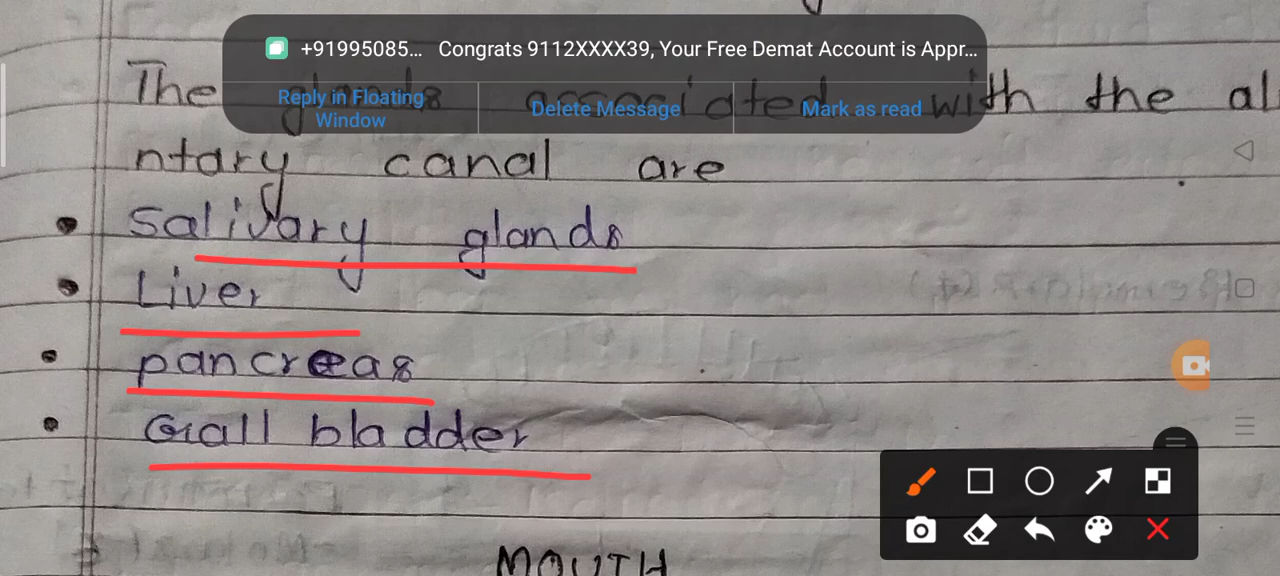 +91995085... Congrats 9112XXXX39, Your Free Demat Account is Appr...
Reply in Floating Window
Delete Message
Mark as read
The glands associated with the al
ntary canal are
• Salivary glands
• Liver
• pancreas
• Gall bladder
MOUTH